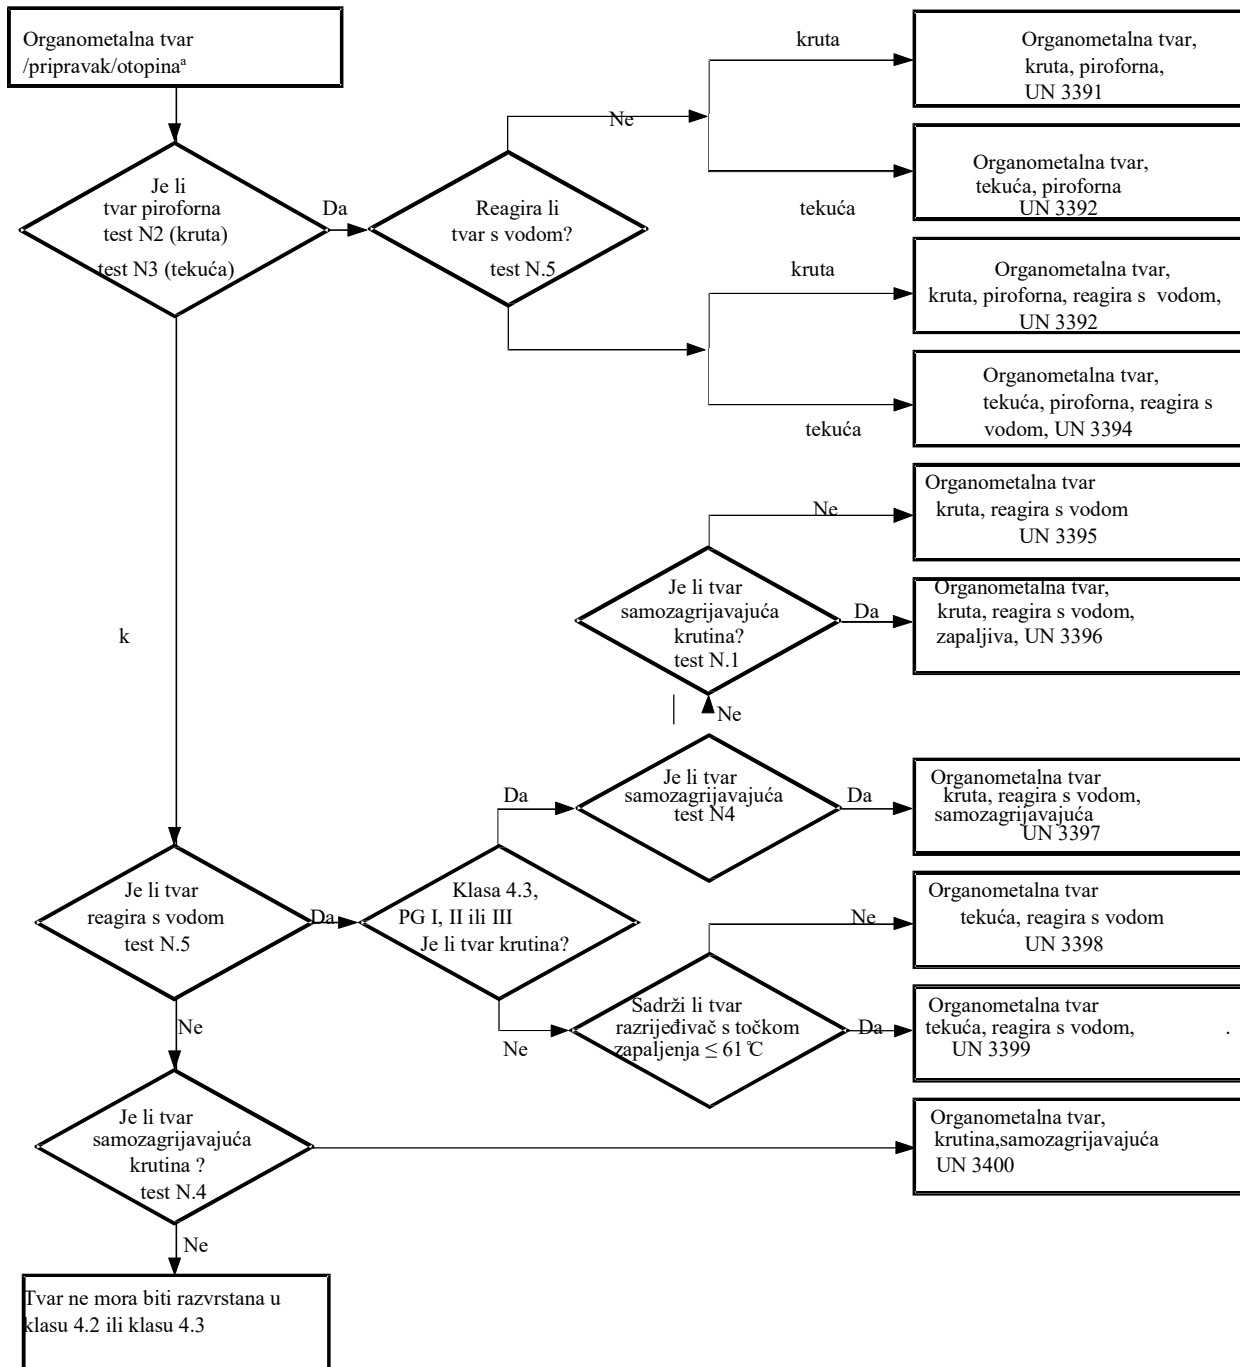 Organometalna tvar
/pripravak/otopinaᵃ
Je li
tvar piroforna
test N2 (kruta)
test N3 (tekuća)
Da
Reagira li
tvar s vodom?
test N.5
Ne
kruta
Organometalna tvar,
kruta, piroforna,
UN 3391
tekuća
Organometalna tvar,
tekuća, piroforna
UN 3392
kruta
Organometalna tvar,
kruta, piroforna, reagira s vodom,
UN 3392
tekuća
Organometalna tvar,
tekuća, piroforna, reagira s
vodom, UN 3394
k
Ne
Organometalna tvar
kruta, reagira s vodom
UN 3395
Je li tvar
samozagrijavajuća
krutina?
test N.1
Da
Organometalna tvar,
kruta, reagira s vodom,
zapaljiva, UN 3396
Ne
Je li tvar
samozagrijavajuća
test N4
Da
Da
Organometalna tvar
kruta, reagira s vodom,
samozagrijavajuća
UN 3397
Je li tvar
reagira s vodom
test N.5
Da
Klasa 4.3,
PG I, II ili III
Je li tvar krutina?
Ne
Organometalna tvar
tekuća, reagira s vodom
UN 3398
Ne
Ne
Sadrži li tvar
razrijeđivač s točkom
zapaljenja ≤ 61 ℃
Da
Organometalna tvar
tekuća, reagira s vodom, .
UN 3399
Je li tvar
samozagrijavajuća
krutina ?
test N.4
Organometalna tvar,
krutina,samozagrijavajuća
UN 3400
Ne
Tvar ne mora biti razvrstana u
klasu 4.2 ili klasu 4.3